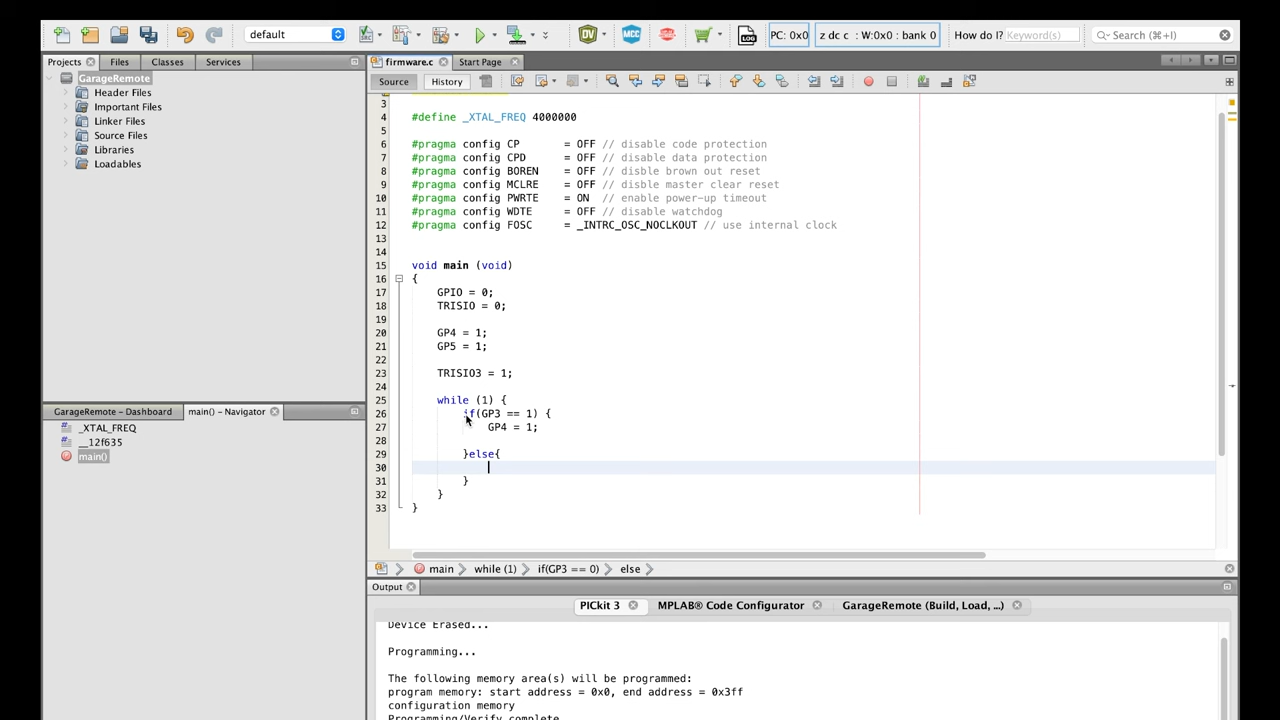 default
PC: 0x0
z dc c : W:0x0 : bank 0
How do I? Keyword(s)
Search (⌘+I)
Projects
Files
Classes
Services
firmware.c
Start Page
GarageRemote
Header Files
Important Files
Linker Files
Source Files
Libraries
Loadables
Source
History
3
4 #define _XTAL_FREQ 4000000
5
6 #pragma config CP = OFF // disable code protection
7 #pragma config CPD = OFF // disable data protection
8 #pragma config BOREN = OFF // disble brown out reset
9 #pragma config MCLRE = OFF // disble master clear reset
10 #pragma config PWRTE = ON // enable power-up timeout
11 #pragma config WDTE = OFF // disable watchdog
12 #pragma config FOSC = _INTRC_OSC_NOCLKOUT // use internal clock
13
14
15 void main (void)
16 {
17 GPIO = 0;
18 TRISIO = 0;
19
20 GP4 = 1;
21 GP5 = 1;
22
23 TRISIO3 = 1;
24
25 while (1) {
26 if(GP3 == 1) {
27 GP4 = 1;
28
29 }else{
30
31 }
32 }
33 }
GarageRemote – Dashboard
main() – Navigator
_XTAL_FREQ
__12f635
main()
main
while (1)
if(GP3 == 0)
else
Output
PICkit 3
MPLAB® Code Configurator
GarageRemote (Build, Load, ...)
Device Erased...
Programming...
The following memory area(s) will be programmed:
program memory: start address = 0x0, end address = 0x3ff
configuration memory
Programming/Verify complete